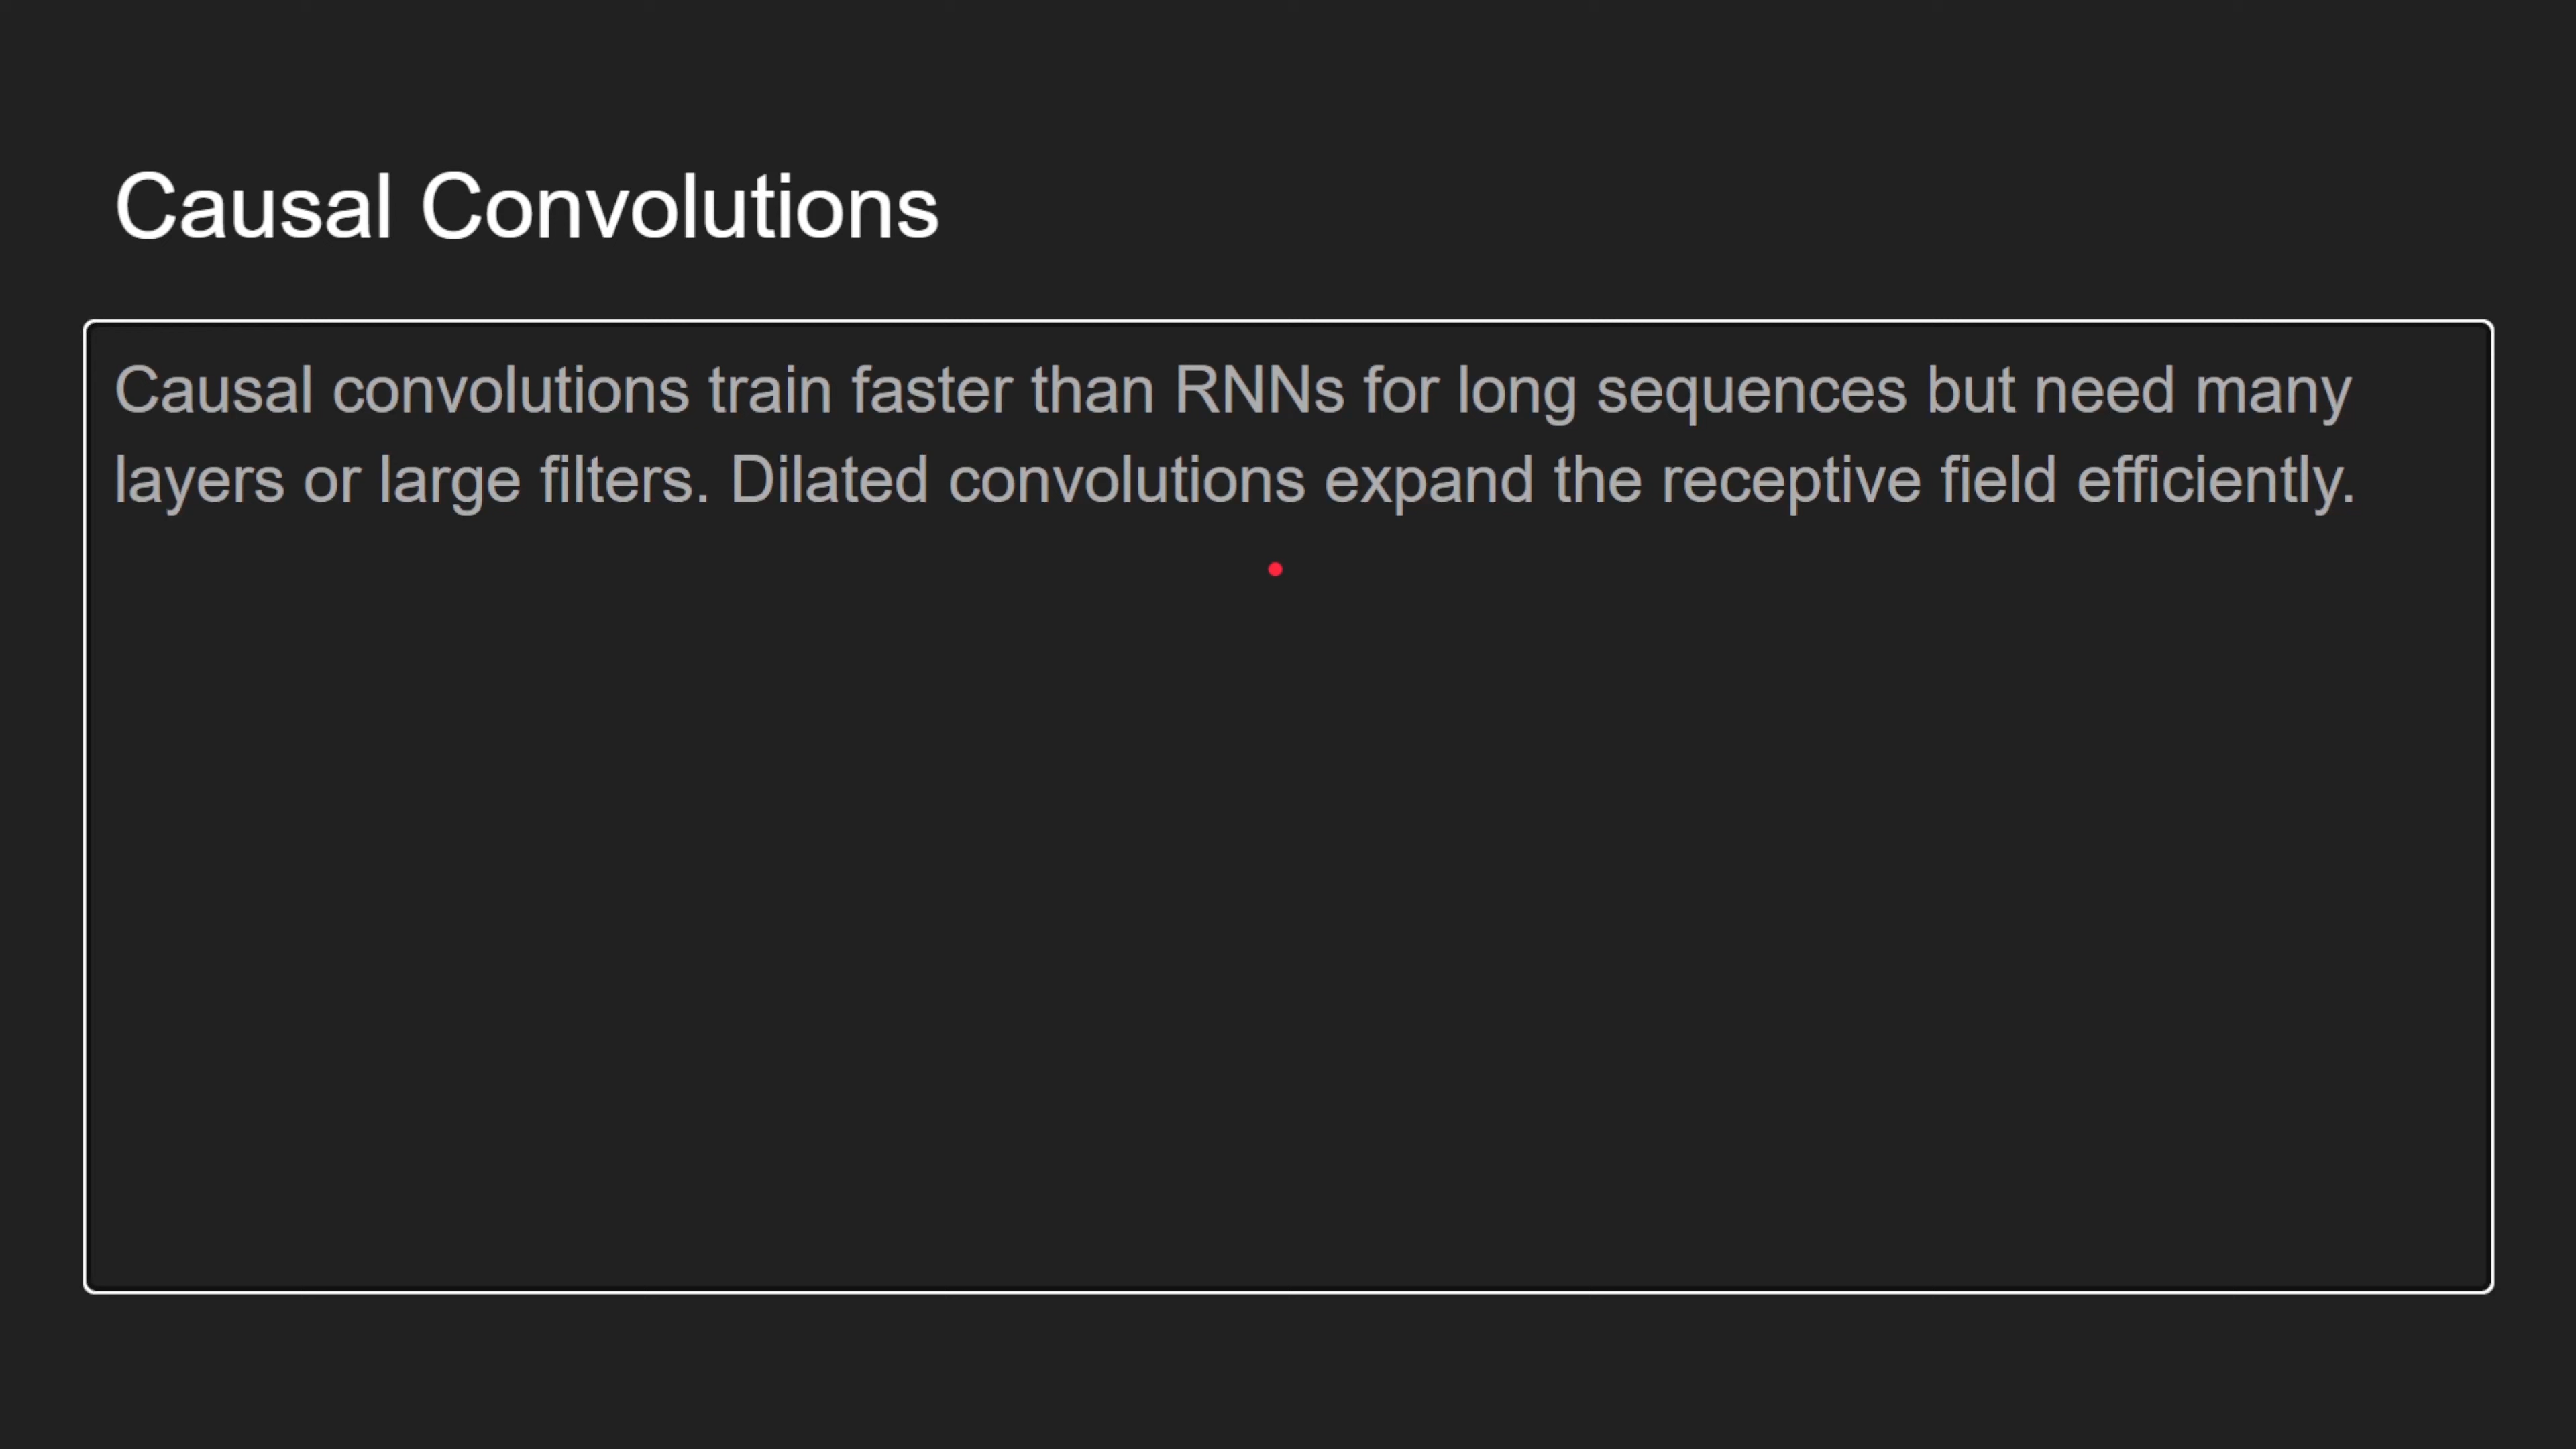 Causal Convolutions
Causal convolutions train faster than RNNs for long sequences but need many
layers or large filters. Dilated convolutions expand the receptive field efficiently.